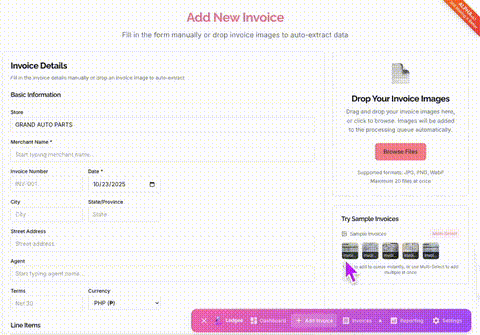 Add New Invoice
Fill in the form manually or drop invoice images to auto-extract data
ALPHA
Invoice Details
Fill in the invoice details manually or drop an invoice image to auto-extract
Basic Information
Store
GRAND AUTO PARTS
Merchant Name *
Start typing merchant name...
Invoice Number
Date *
INV-001
10/23/2025
City
State/Province
City
State
Street Address
Street address
Agent
Start typing agent name...
Terms
Currency
Net 30
PHP (₱)
Line Items
Drop Your Invoice Images
Drag and drop your invoice images here,
or click to browse. Images will be added
to the processing queue automatically.
Browse Files
Supported formats: JPG, PNG, WebP
Maximum 20 files at once
Try Sample Invoices
Sample Invoices
Multi-Select
to add to queue instantly, or use Multi-Select to add
multiple at once
Ledges
Dashboard
Add Invoice
Invoices
Reporting
Settings